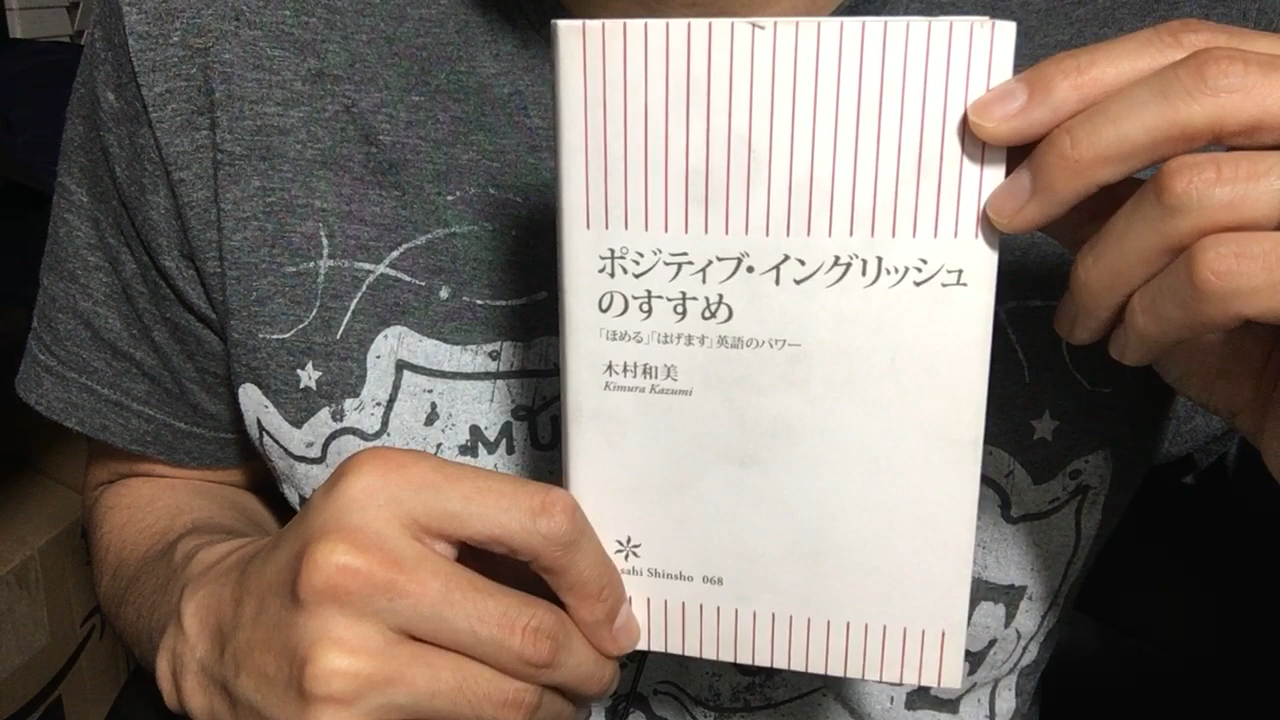 ポジティブ・イングリッシュ
のすすめ
「ほめる」「はげます」英語のパワー
木村和美
Kimura Kazumi
sahi Shinsho 068